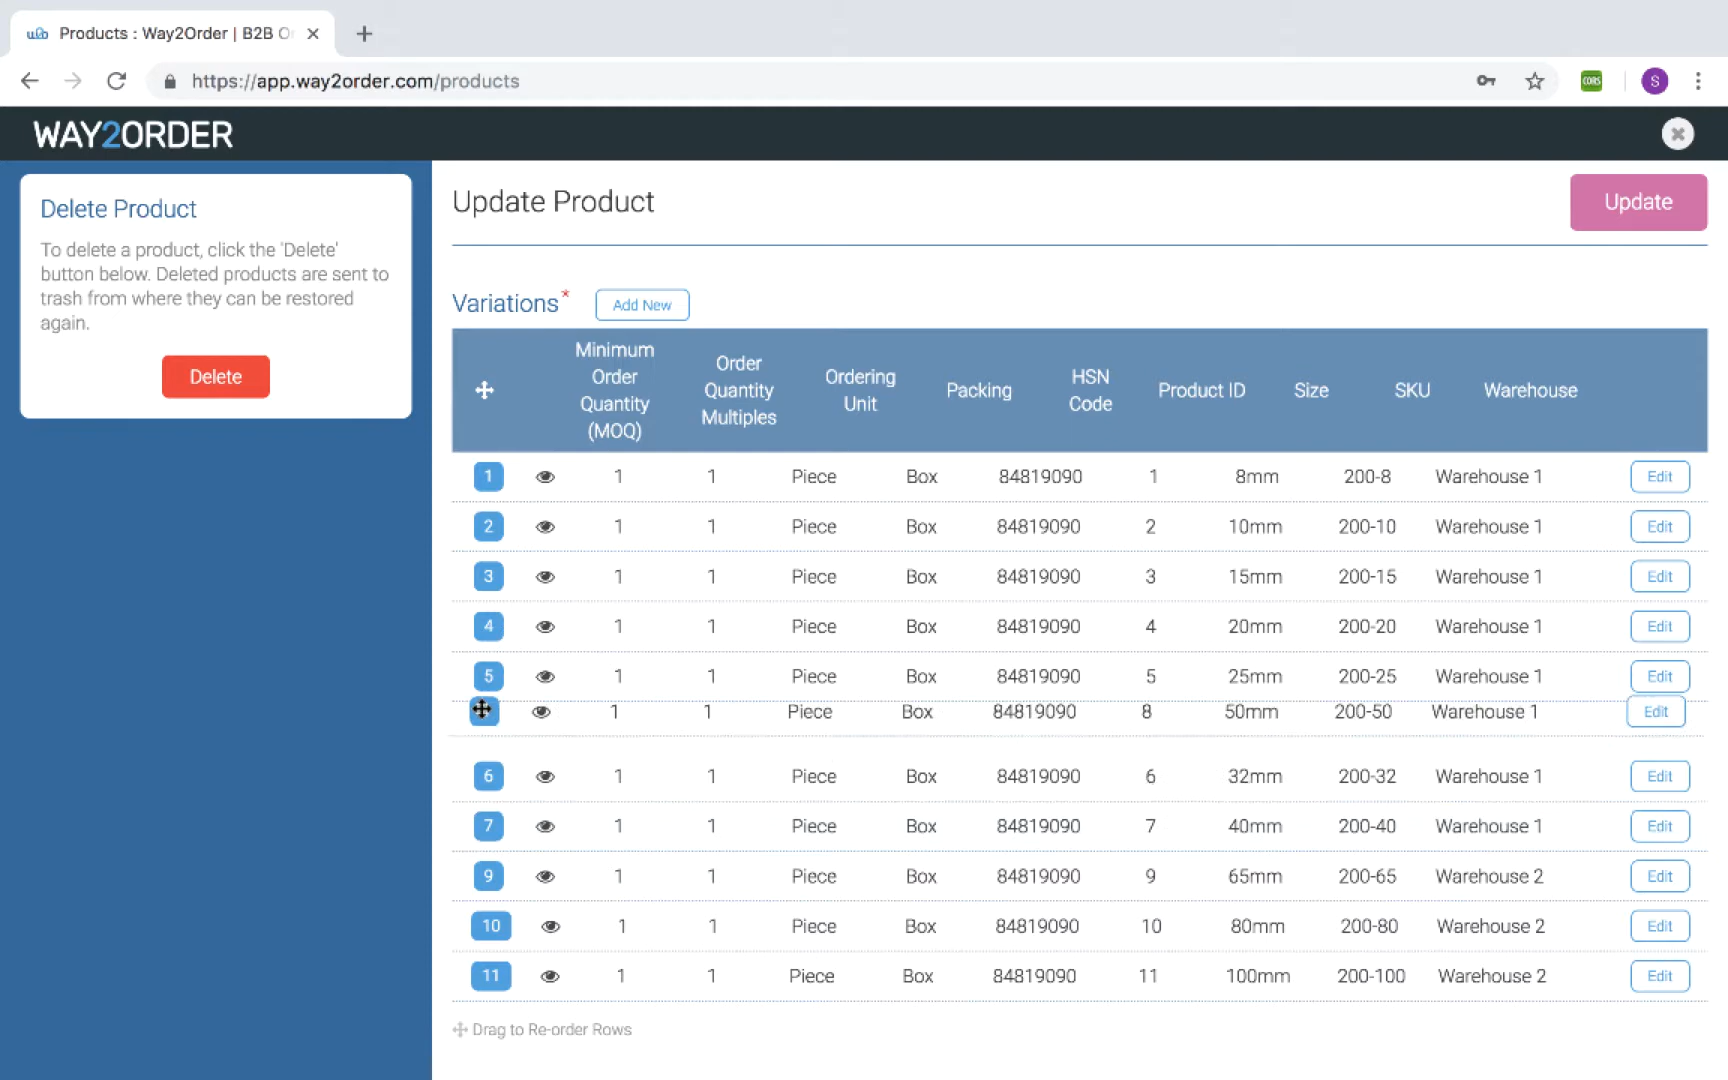 Products : Way2Order | B2B O
https://app.way2order.com/products
CORS
S
WAY2ORDER
Delete Product
To delete a product, click the 'Delete'
button below. Deleted products are sent to
trash from where they can be restored
again.
Delete
Update Product
Update
Variations*
Add New
Minimum Order Quantity (MOQ) Order Quantity Multiples Ordering Unit Packing HSN Code Product ID Size SKU Warehouse
1 1 1 Piece Box 84819090 1 8mm 200-8 Warehouse 1 Edit
2 1 1 Piece Box 84819090 2 10mm 200-10 Warehouse 1 Edit
3 1 1 Piece Box 84819090 3 15mm 200-15 Warehouse 1 Edit
4 1 1 Piece Box 84819090 4 20mm 200-20 Warehouse 1 Edit
5 1 1 Piece Box 84819090 5 25mm 200-25 Warehouse 1 Edit
1 1 Piece Box 84819090 8 50mm 200-50 Warehouse 1 Edit
6 1 1 Piece Box 84819090 6 32mm 200-32 Warehouse 1 Edit
7 1 1 Piece Box 84819090 7 40mm 200-40 Warehouse 1 Edit
9 1 1 Piece Box 84819090 9 65mm 200-65 Warehouse 2 Edit
10 1 1 Piece Box 84819090 10 80mm 200-80 Warehouse 2 Edit
11 1 1 Piece Box 84819090 11 100mm 200-100 Warehouse 2 Edit
Drag to Re-order Rows